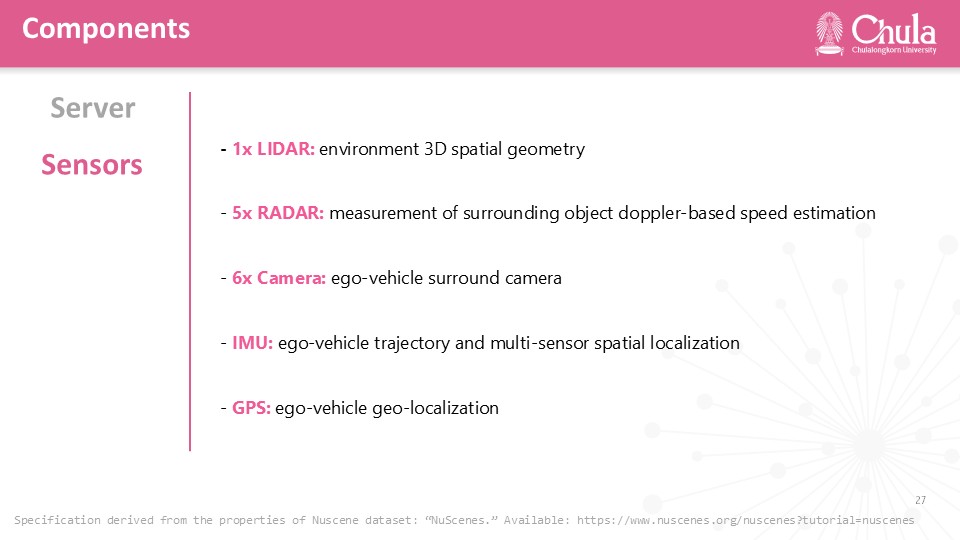 Components
Chula
Chulalongkorn University
Server
Sensors
- 1x LIDAR: environment 3D spatial geometry
- 5x RADAR: measurement of surrounding object doppler-based speed estimation
- 6x Camera: ego-vehicle surround camera
- IMU: ego-vehicle trajectory and multi-sensor spatial localization
- GPS: ego-vehicle geo-localization
27
Specification derived from the properties of Nuscene dataset: “NuScenes.” Available: https://www.nuscenes.org/nuscenes?tutorial=nuscenes